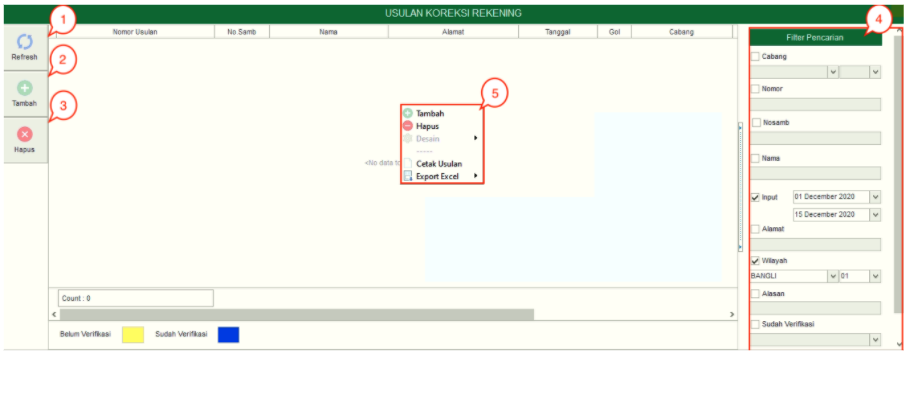 USULAN KOREKSI REKENING
1
4
Nomor Usulan No.Samb Nama Alamat Tanggal Gol Cabang
Refresh
2
Tambah
3
Hapus
5
Tambah
Hapus
Desain
-----
Cetak Usulan
Export Excel
<No data to
Filter Pencarian
Cabang
Nomor
Nosamb
Nama
Input 01 December 2020
15 December 2020
Alamat
Wilayah
BANGLI 01
Alasan
Sudah Verifikasi
Count : 0
Belum Verifikasi Sudah Verifikasi